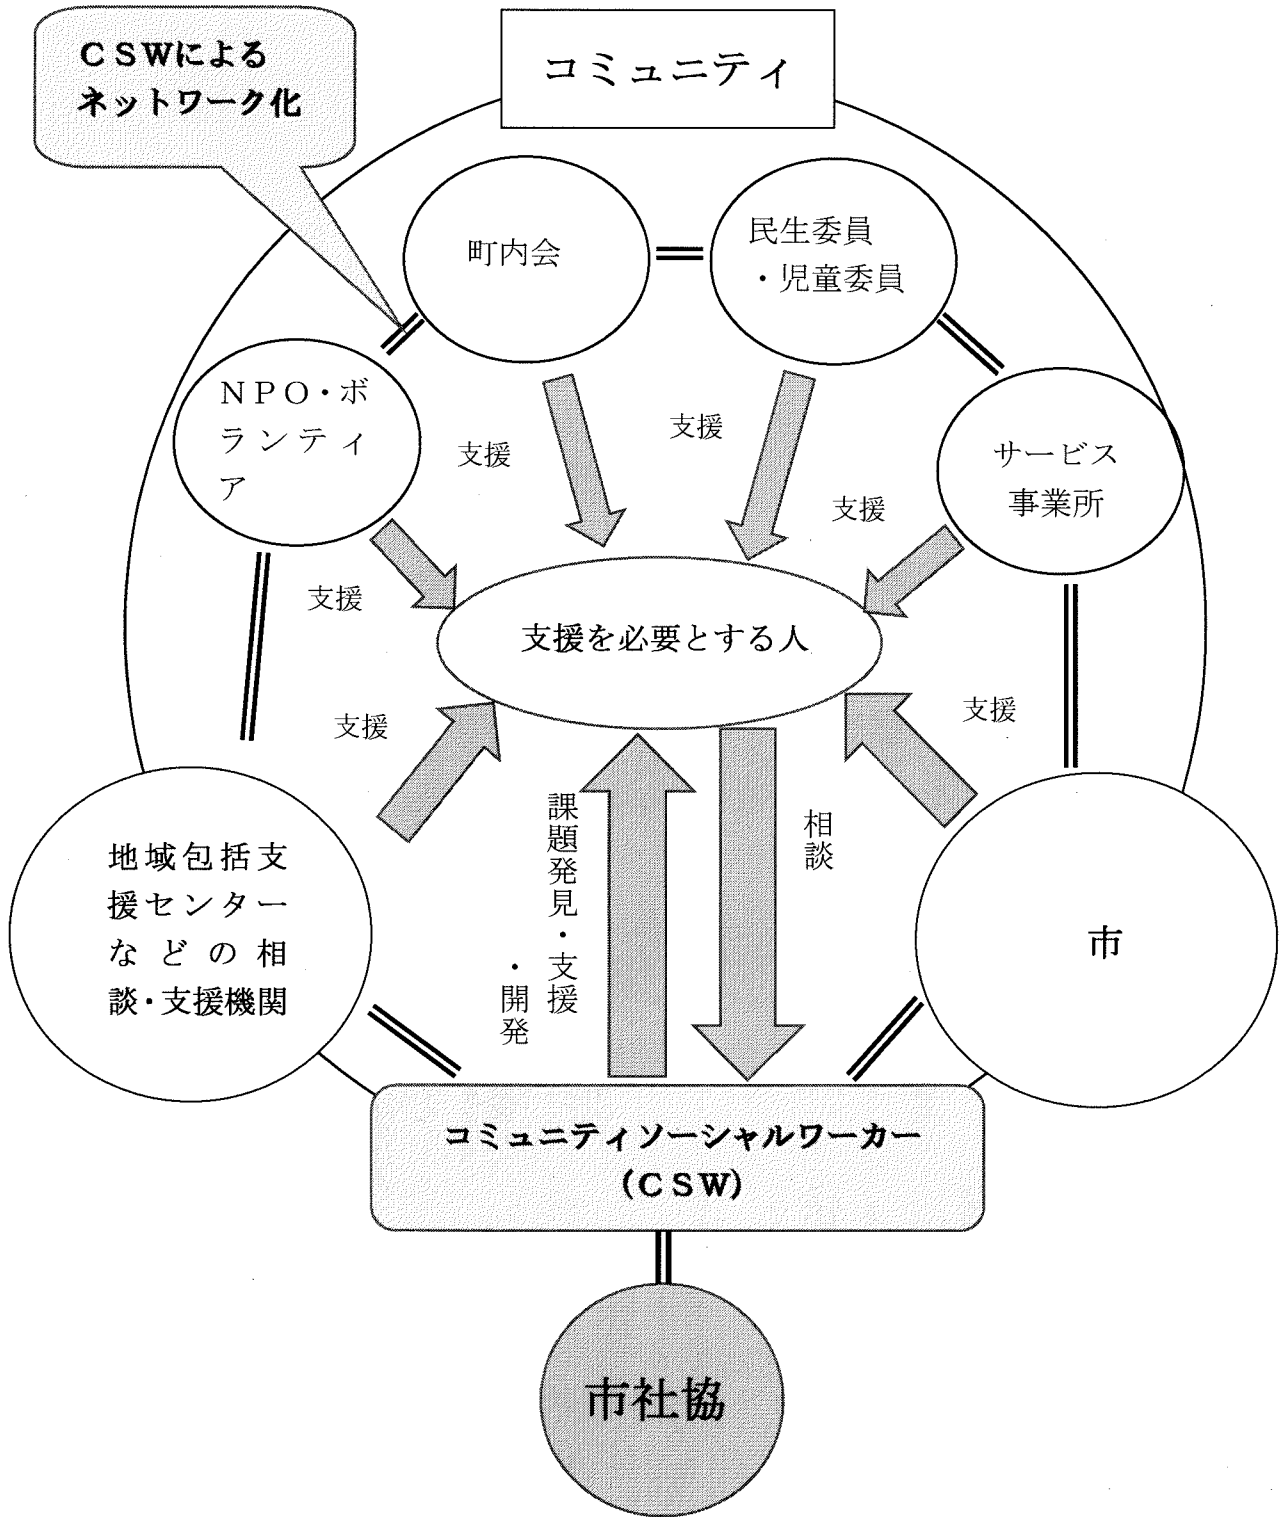 CSWによる
ネットワーク化
コミュニティ
町内会
民生委員
・児童委員
NPO・ボ
ランティ
ア
サービス
事業所
支援
支援
支援
支援
支援
支援
支援を必要とする人
課題発見・支援
・開発
相談
地域包括支
援センター
などの相
談・支援機関
市
コミュニティソーシャルワーカー
(CSW)
市社協